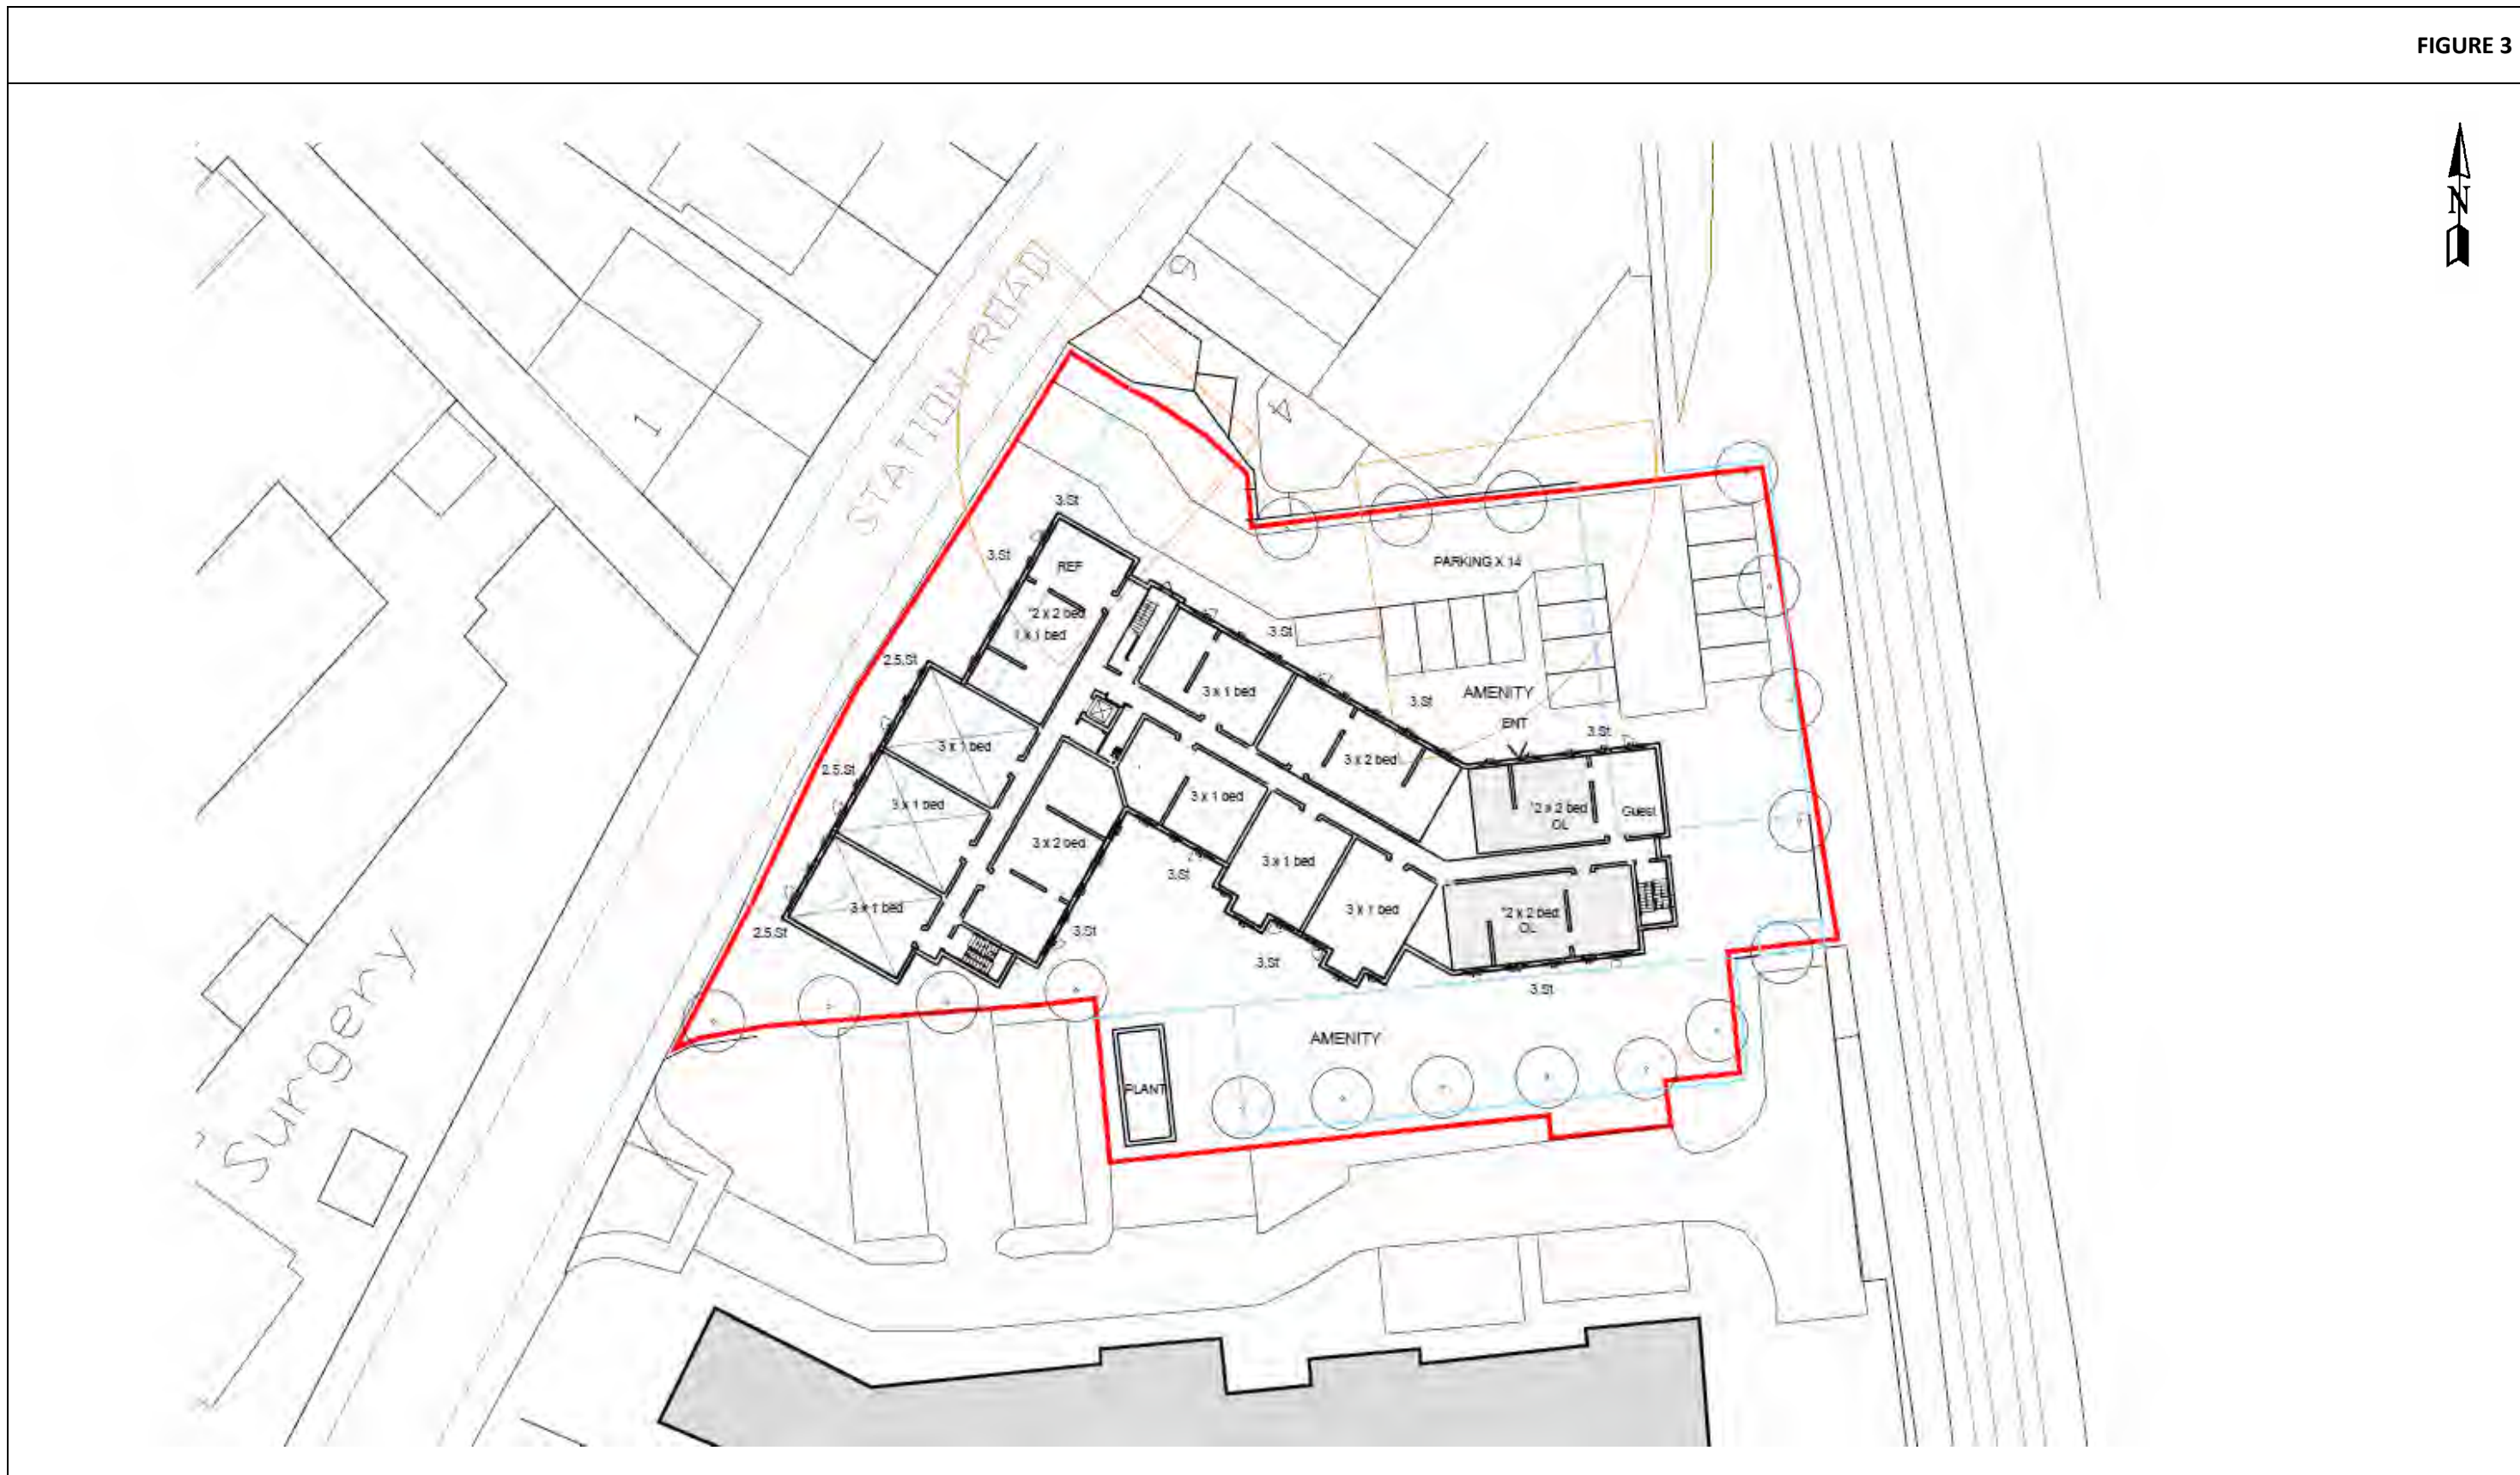 FIGURE 3
N
6
STATION ROAD
4
1
3.St
3.St
REF
PARKING X 14
*2 x 2 bed
1 x 1 bed
3.St
2.5.St
3 x 1 bed
3.St
AMENITY
ENT
3.St
3 x 1 bed
3 x 2 bed
2.5.St
3 x 1 bed
3 x 1 bed
*2 x 2 bed
OL
Guest
3 x 2 bed
3 x 1 bed
3.St
3 x 1 bed
3 x 1 bed
*2 x 2 bed
OL
2.5.St
3.St
3.St
3.St
Surgery
AMENITY
PLANT